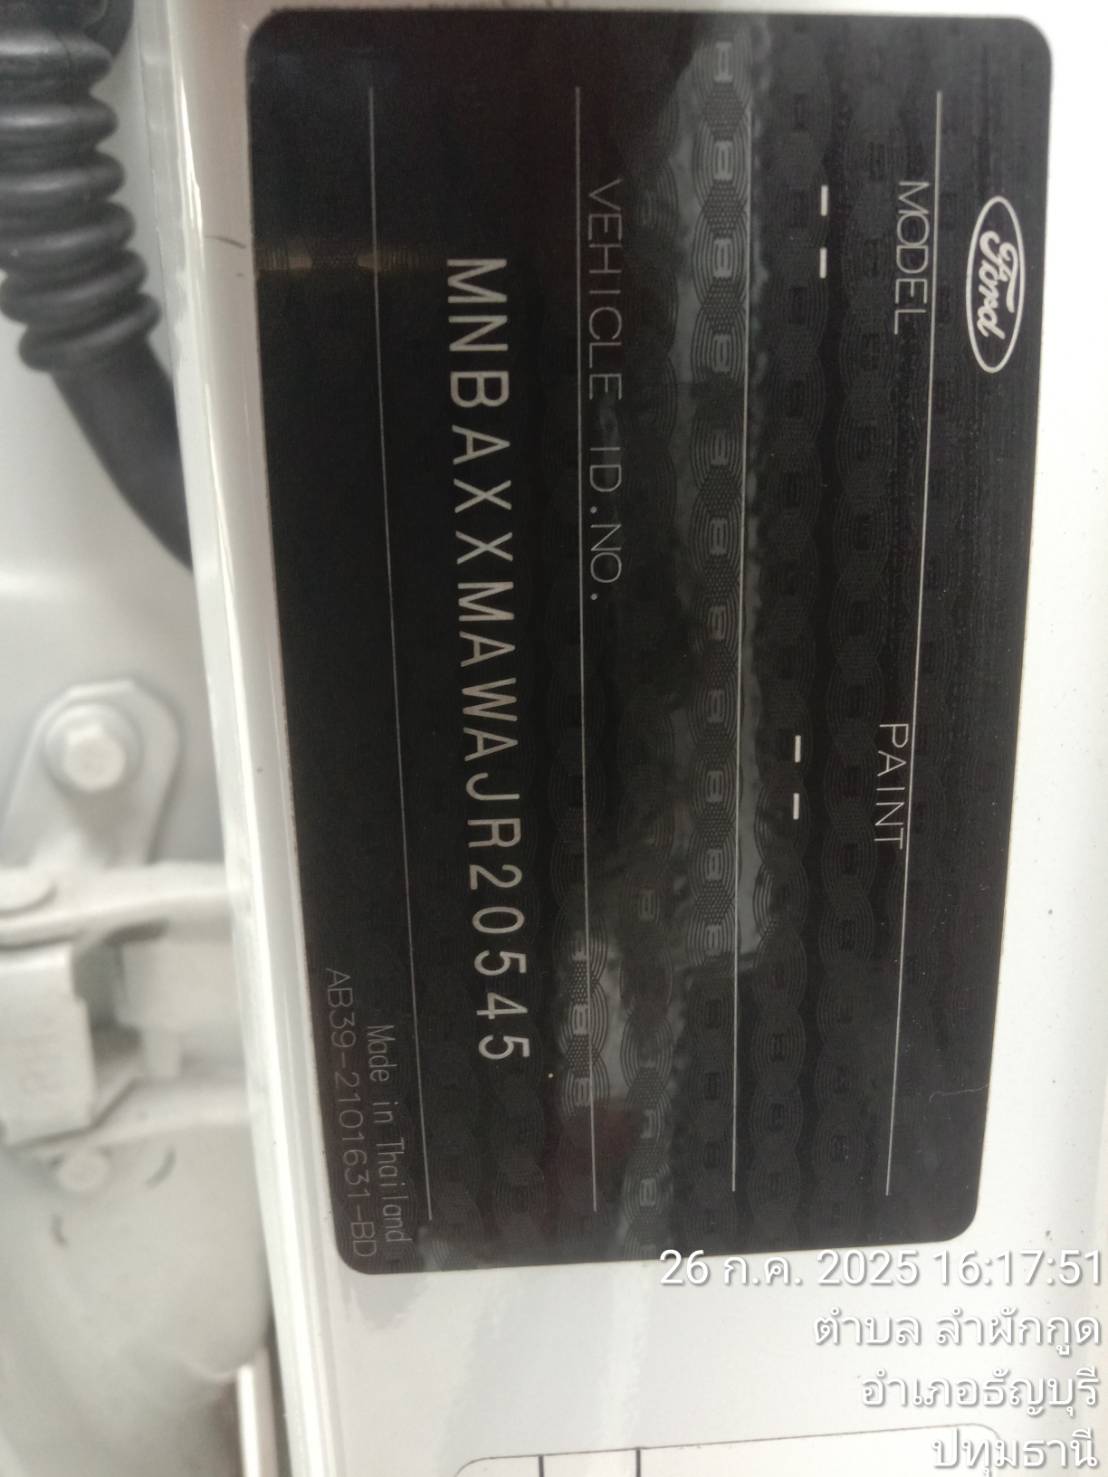 Ford
MODEL PAINT
-- --
VEHICLE ID.NO.
MNBAXXMAWAJR20545
Made in Thailand
AB39-2101631-BD
26 ก.ค. 2025 16:17:51
ตำบล ลำผักกูด
อำเภอธัญบุรี
ปทุมธานี